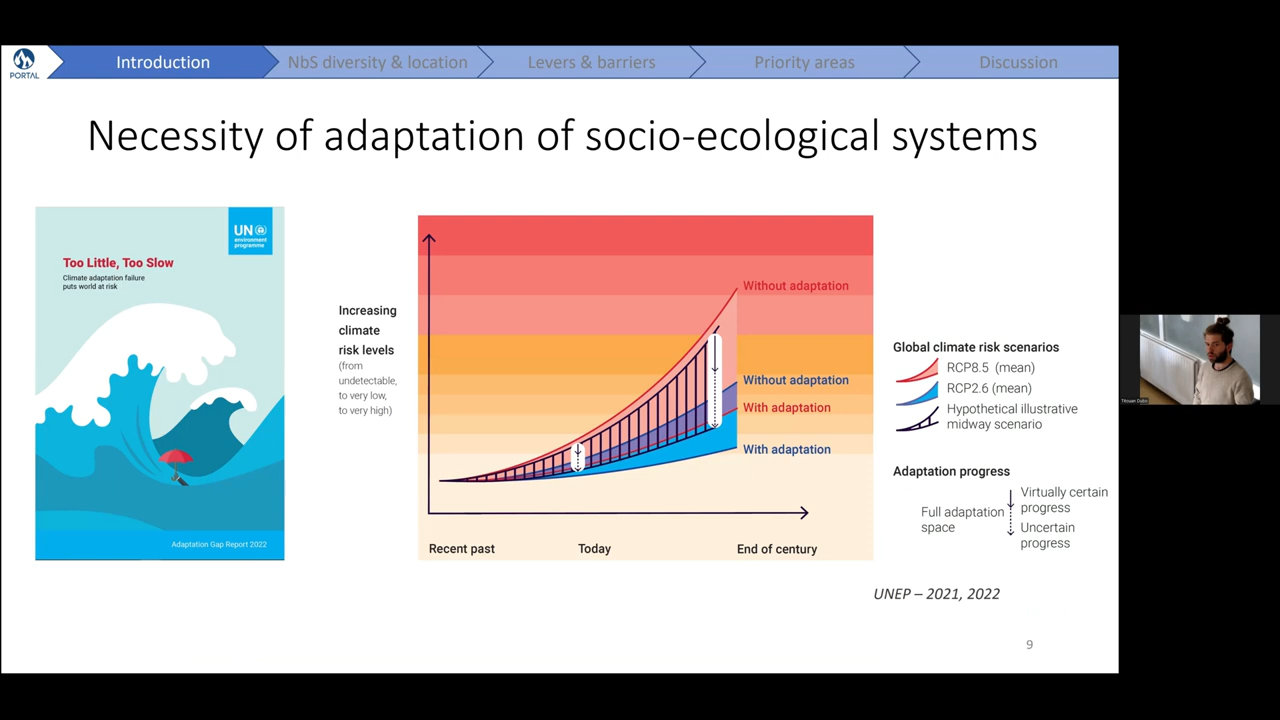 PORTAL
Introduction
NbS diversity & location
Levers & barriers
Priority areas
Discussion
Necessity of adaptation of socio-ecological systems
UN
environment
programme
Too Little, Too Slow
Climate adaptation failure
puts world at risk
Adaptation Gap Report 2022
Increasing
climate
risk levels
(from
undetectable,
to very low,
to very high)
Without adaptation
Without adaptation
With adaptation
With adaptation
Recent past
Today
End of century
Global climate risk scenarios
RCP8.5 (mean)
RCP2.6 (mean)
Hypothetical illustrative
midway scenario
Adaptation progress
Full adaptation
space
Virtually certain
progress
Uncertain
progress
UNEP – 2021, 2022
9